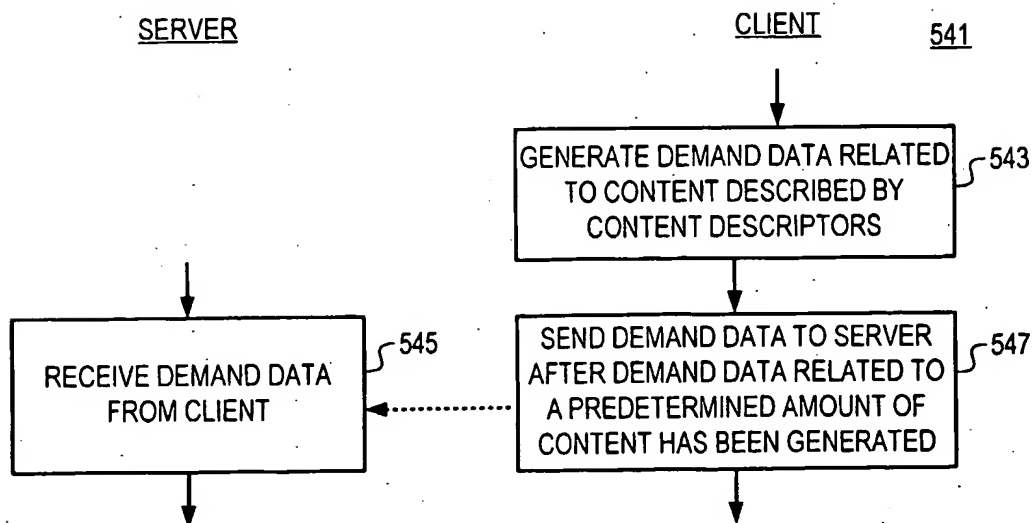 SERVER
CLIENT
541
GENERATE DEMAND DATA RELATED
TO CONTENT DESCRIBED BY
CONTENT DESCRIPTORS
543
RECEIVE DEMAND DATA
FROM CLIENT
545
SEND DEMAND DATA TO SERVER
AFTER DEMAND DATA RELATED TO
A PREDETERMINED AMOUNT OF
CONTENT HAS BEEN GENERATED
547